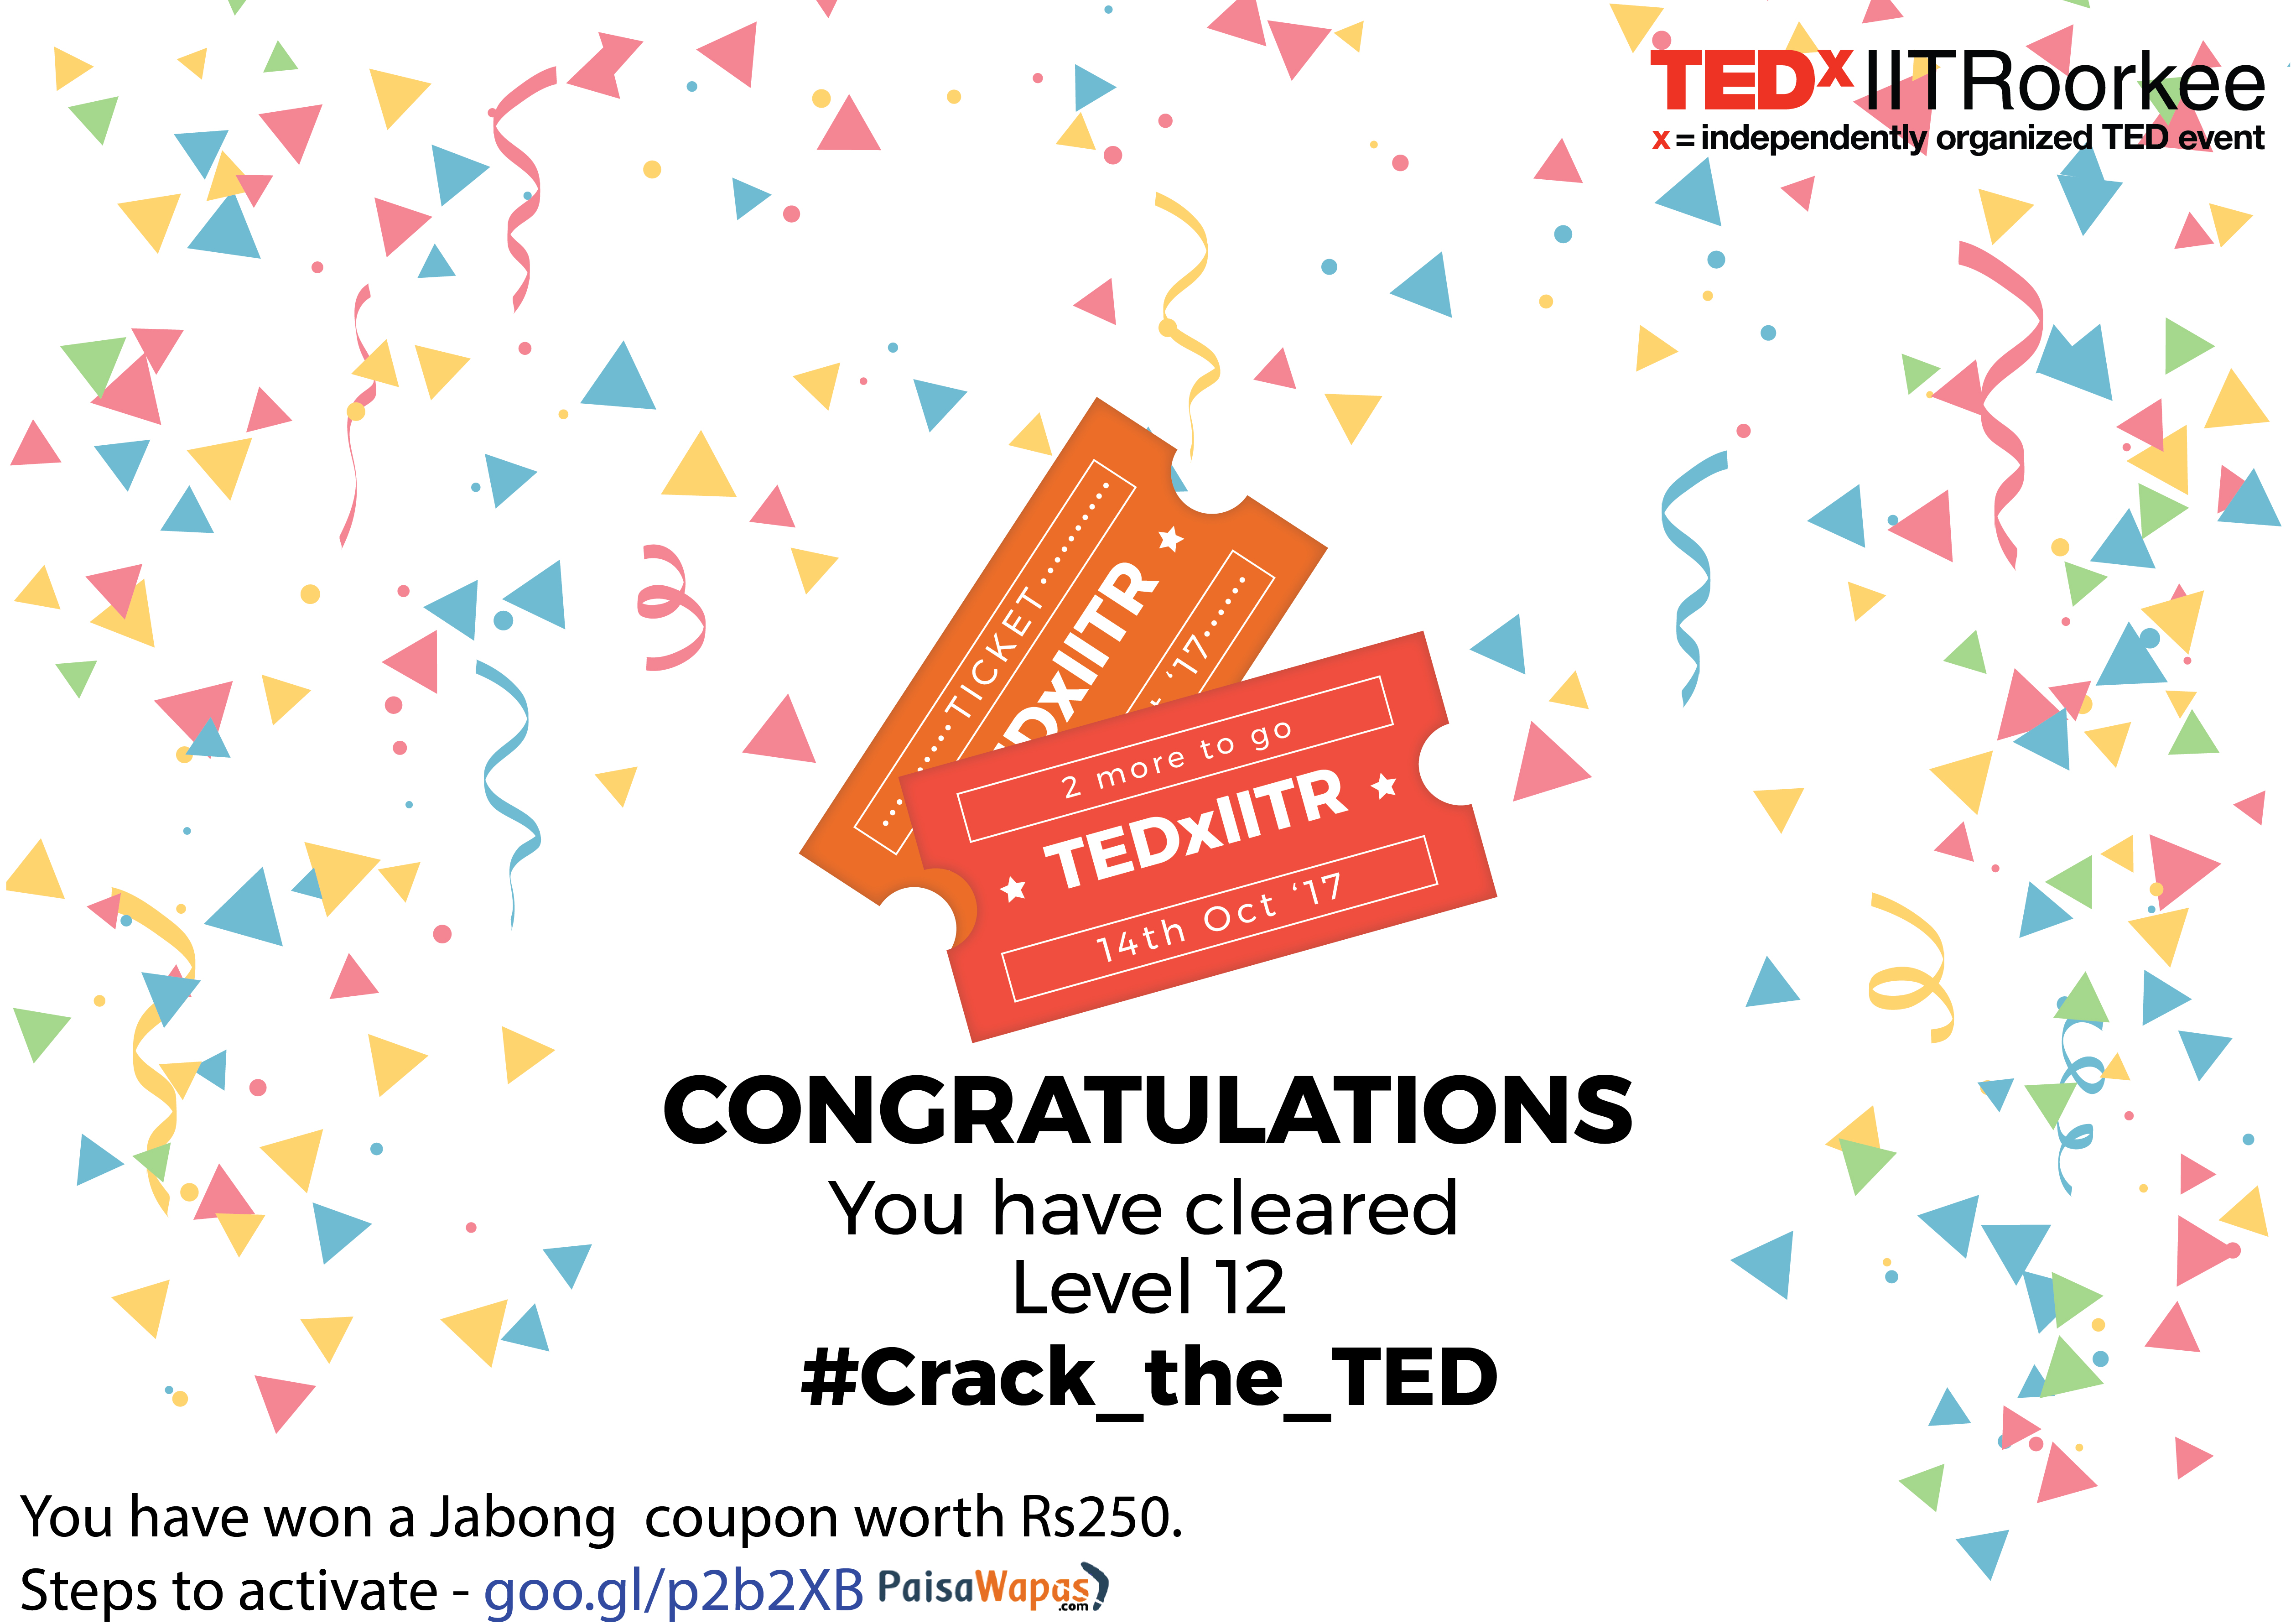 TEDx IITRoorkee
x = independently organized TED event
TICKET
TEDxIITR
'17
2 more to go
TEDxIITR
14th Oct '17
CONGRATULATIONS
You have cleared
Level 12
#Crack_the_TED
You have won a Jabong coupon worth Rs250.
Steps to activate - goo.gl/p2b2XB PaisaWapas.com